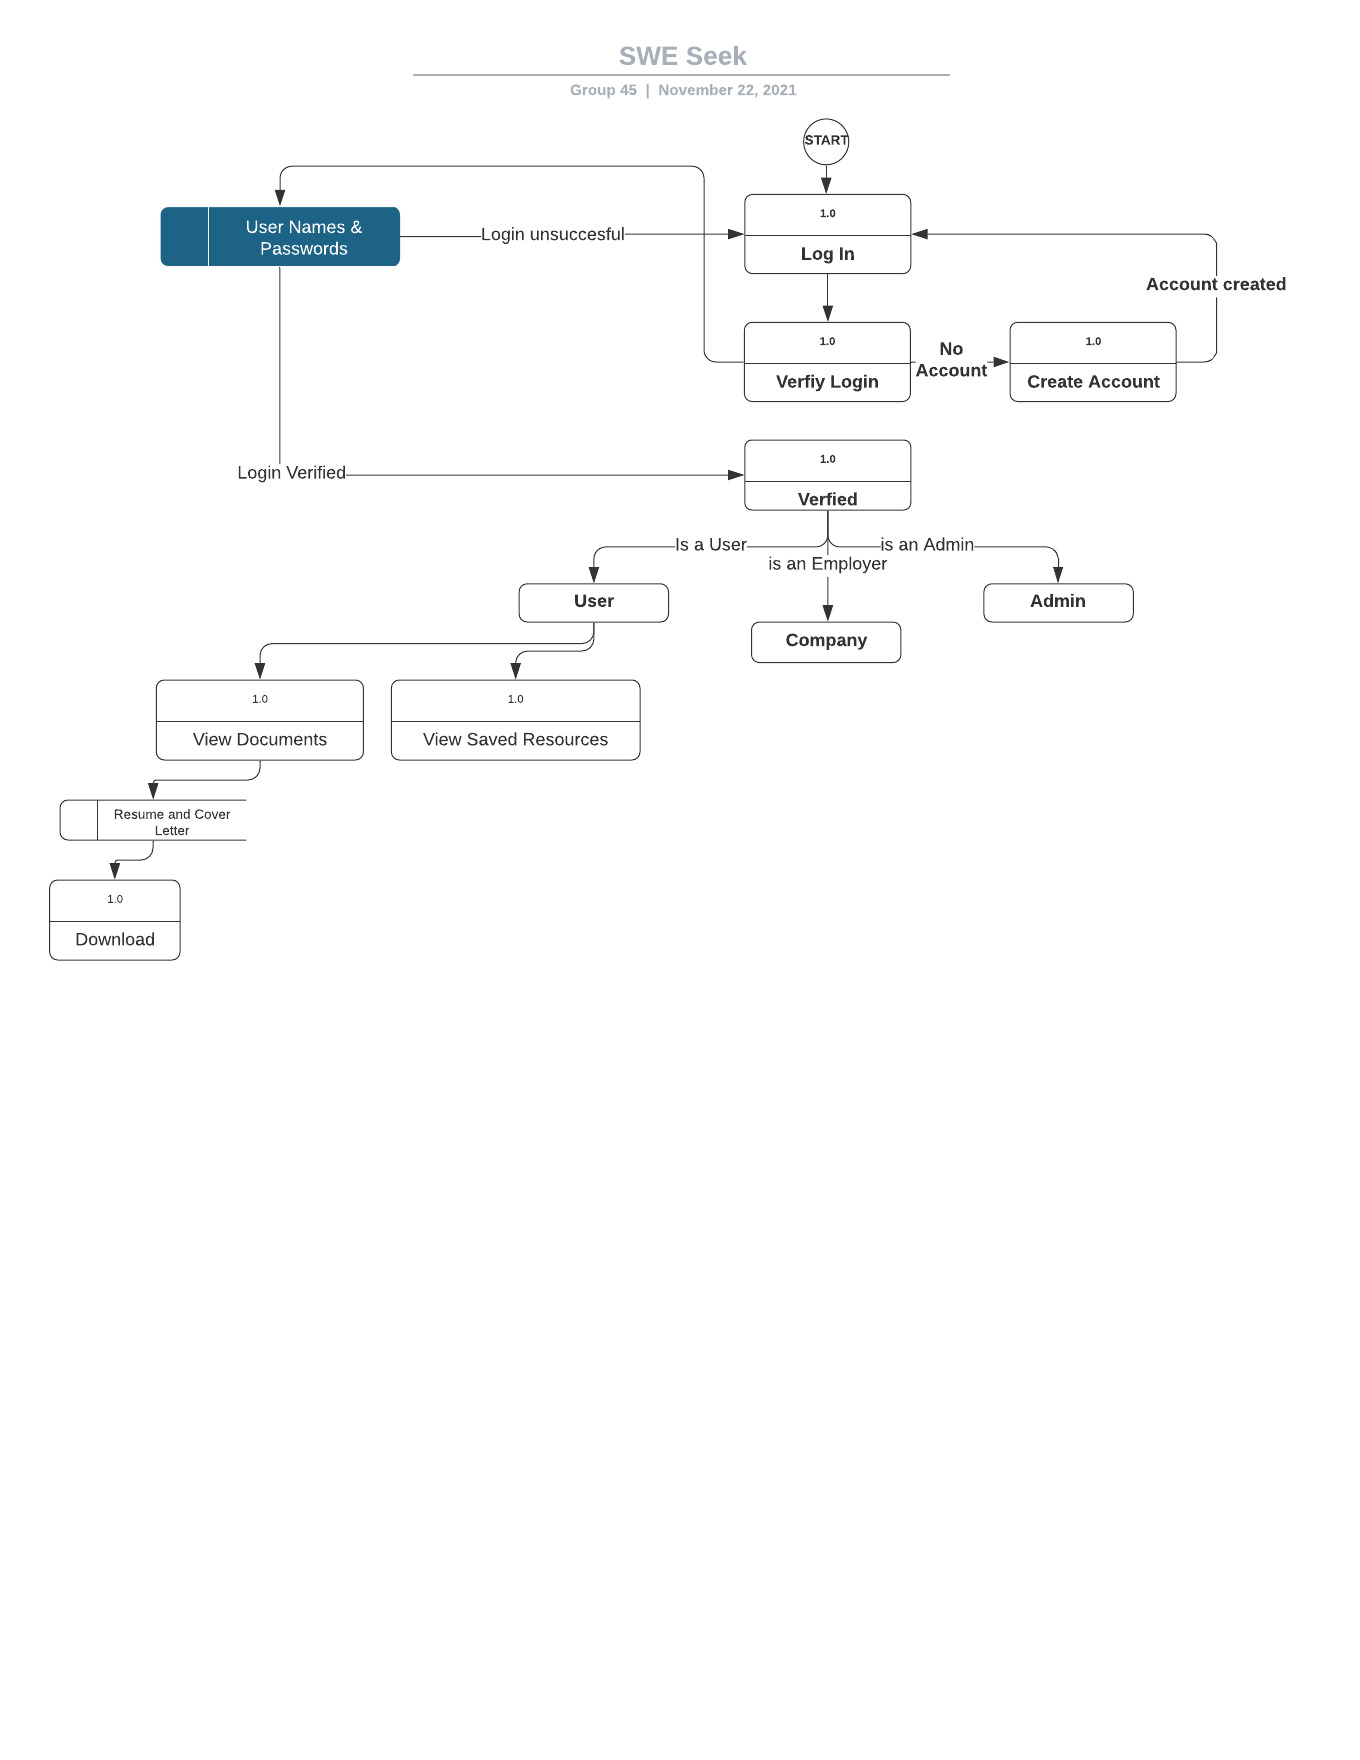 SWE Seek
Group 45 | November 22, 2021
START
1.0
Log In
User Names &
Passwords
Login unsuccesful
Account created
1.0
Verfiy Login
No
Account
1.0
Create Account
1.0
Verfied
Login Verified
Is a User
is an Employer
is an Admin
User
Company
Admin
1.0
View Documents
1.0
View Saved Resources
Resume and Cover
Letter
1.0
Download